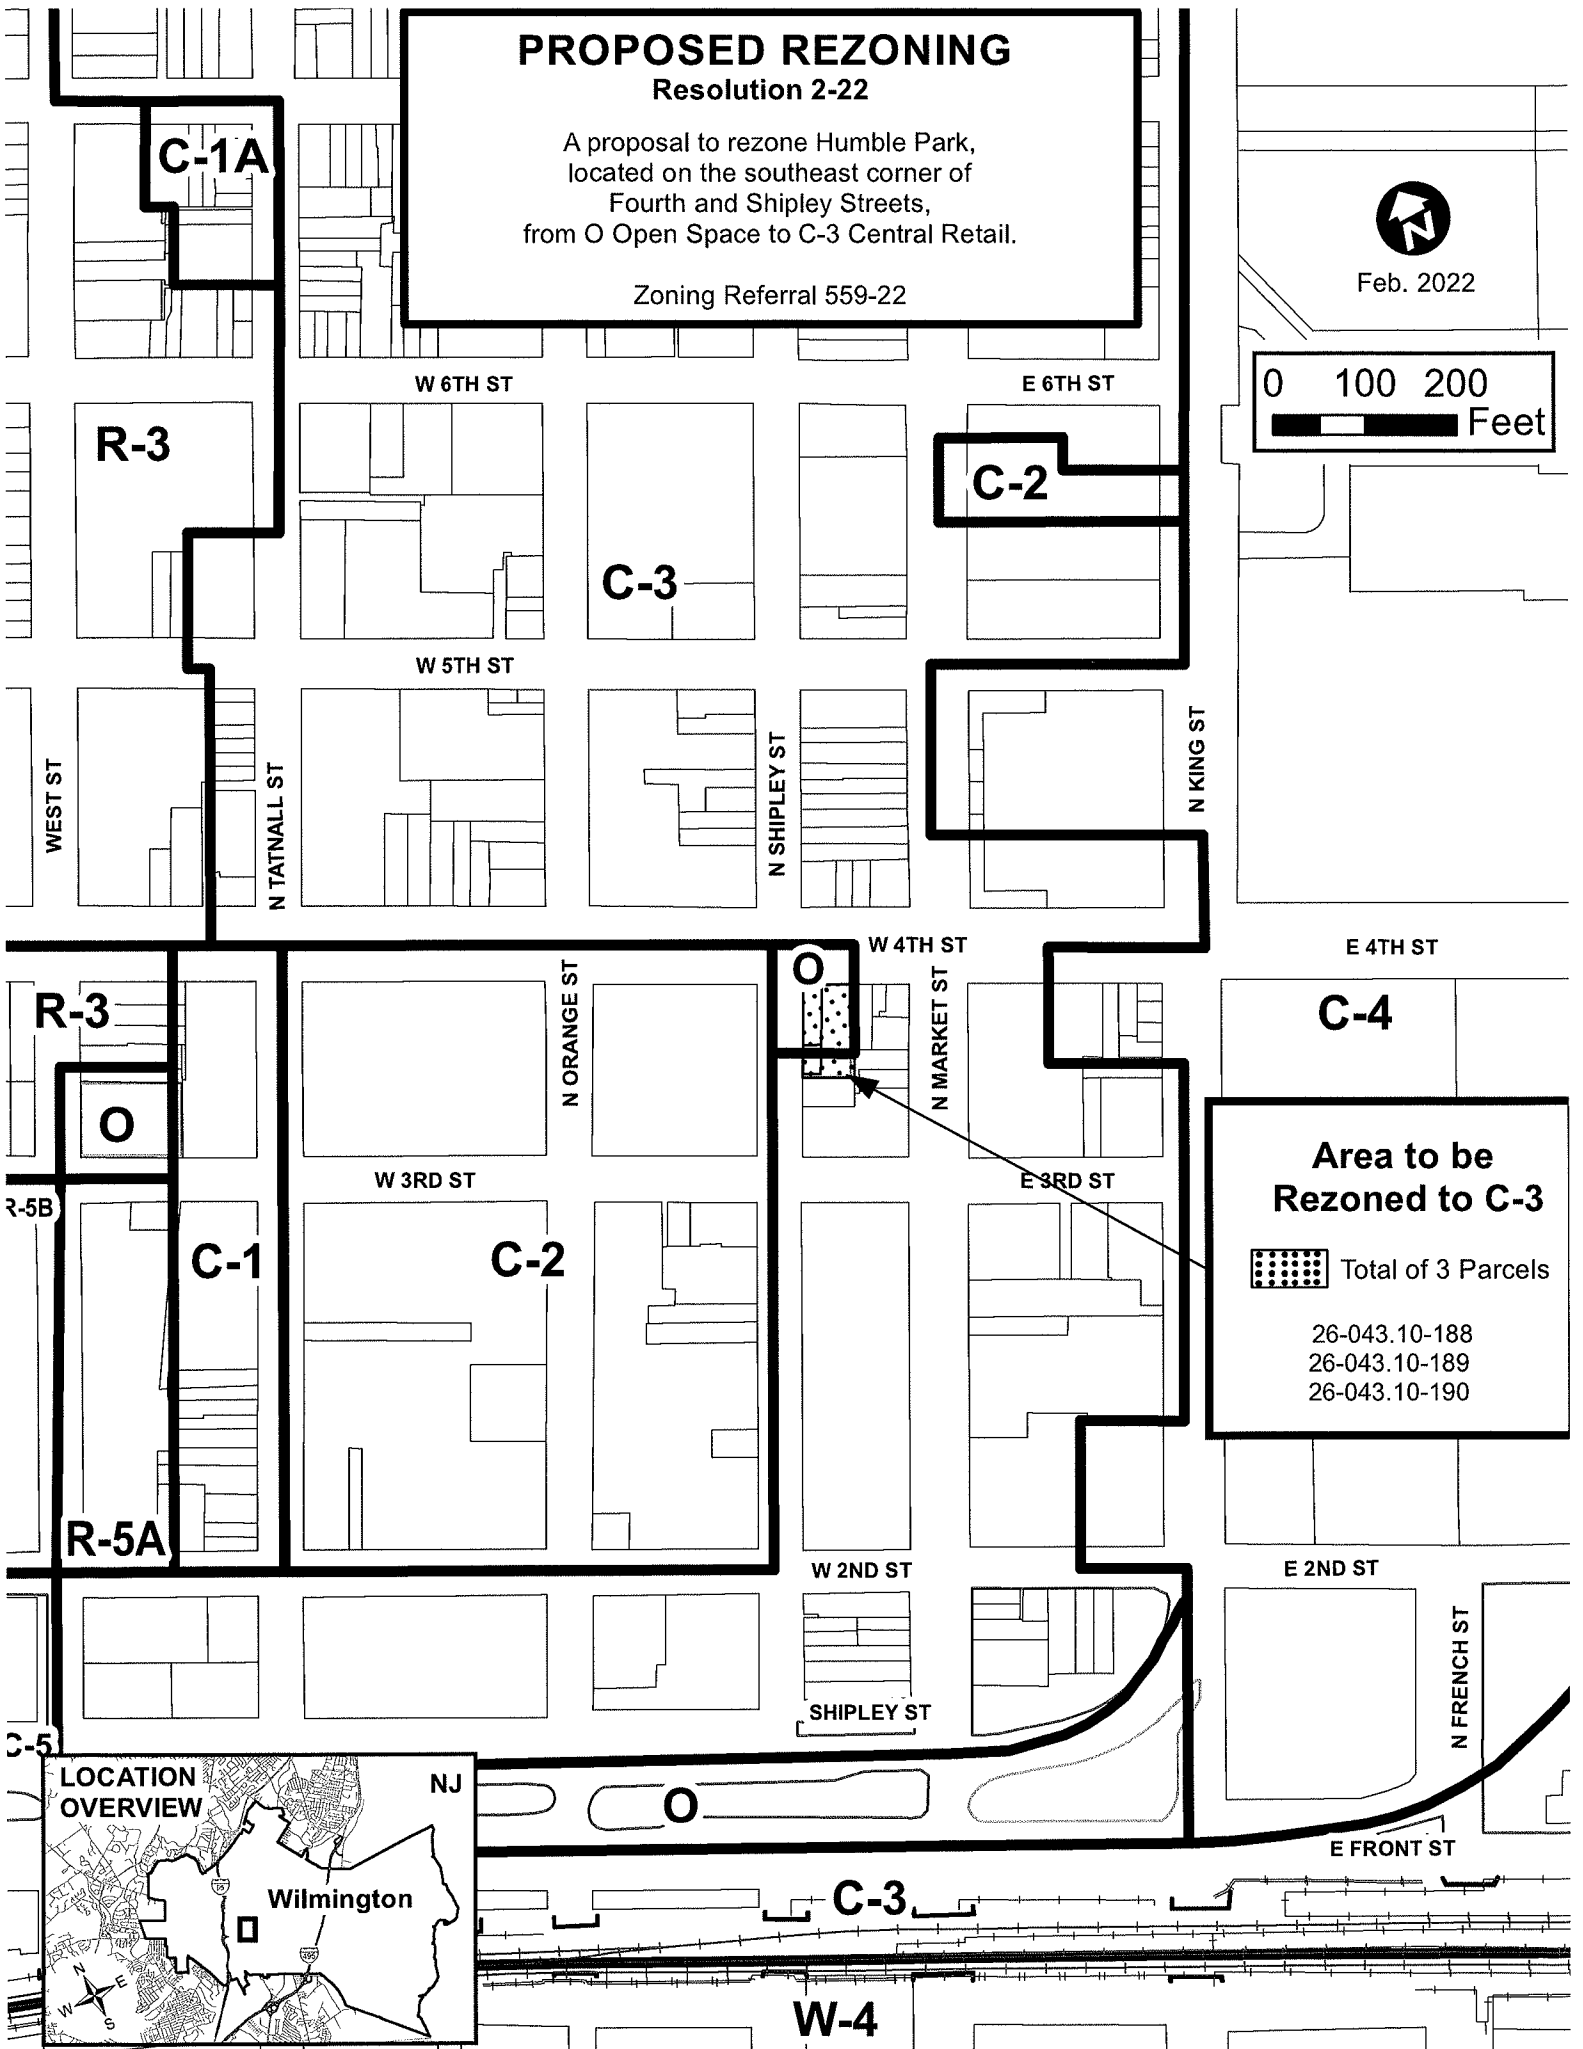 PROPOSED REZONING
Resolution 2-22
A proposal to rezone Humble Park,
located on the southeast corner of
Fourth and Shipley Streets,
from O Open Space to C-3 Central Retail.
Zoning Referral 559-22
C-1A
N
Feb. 2022
0 100 200
Feet
W 6TH ST
E 6TH ST
R-3
C-2
C-3
W 5TH ST
WEST ST
N TATNALL ST
N SHIPLEY ST
N KING ST
W 4TH ST
E 4TH ST
O
R-3
N ORANGE ST
N MARKET ST
C-4
O
W 3RD ST
E 3RD ST
Area to be
Rezoned to C-3
Total of 3 Parcels
26-043.10-188
26-043.10-189
26-043.10-190
R-5B
C-1
C-2
R-5A
W 2ND ST
E 2ND ST
N FRENCH ST
SHIPLEY ST
C-5
LOCATION
OVERVIEW
NJ
O
E FRONT ST
Wilmington
495
C-3
N
E
W
S
W-4